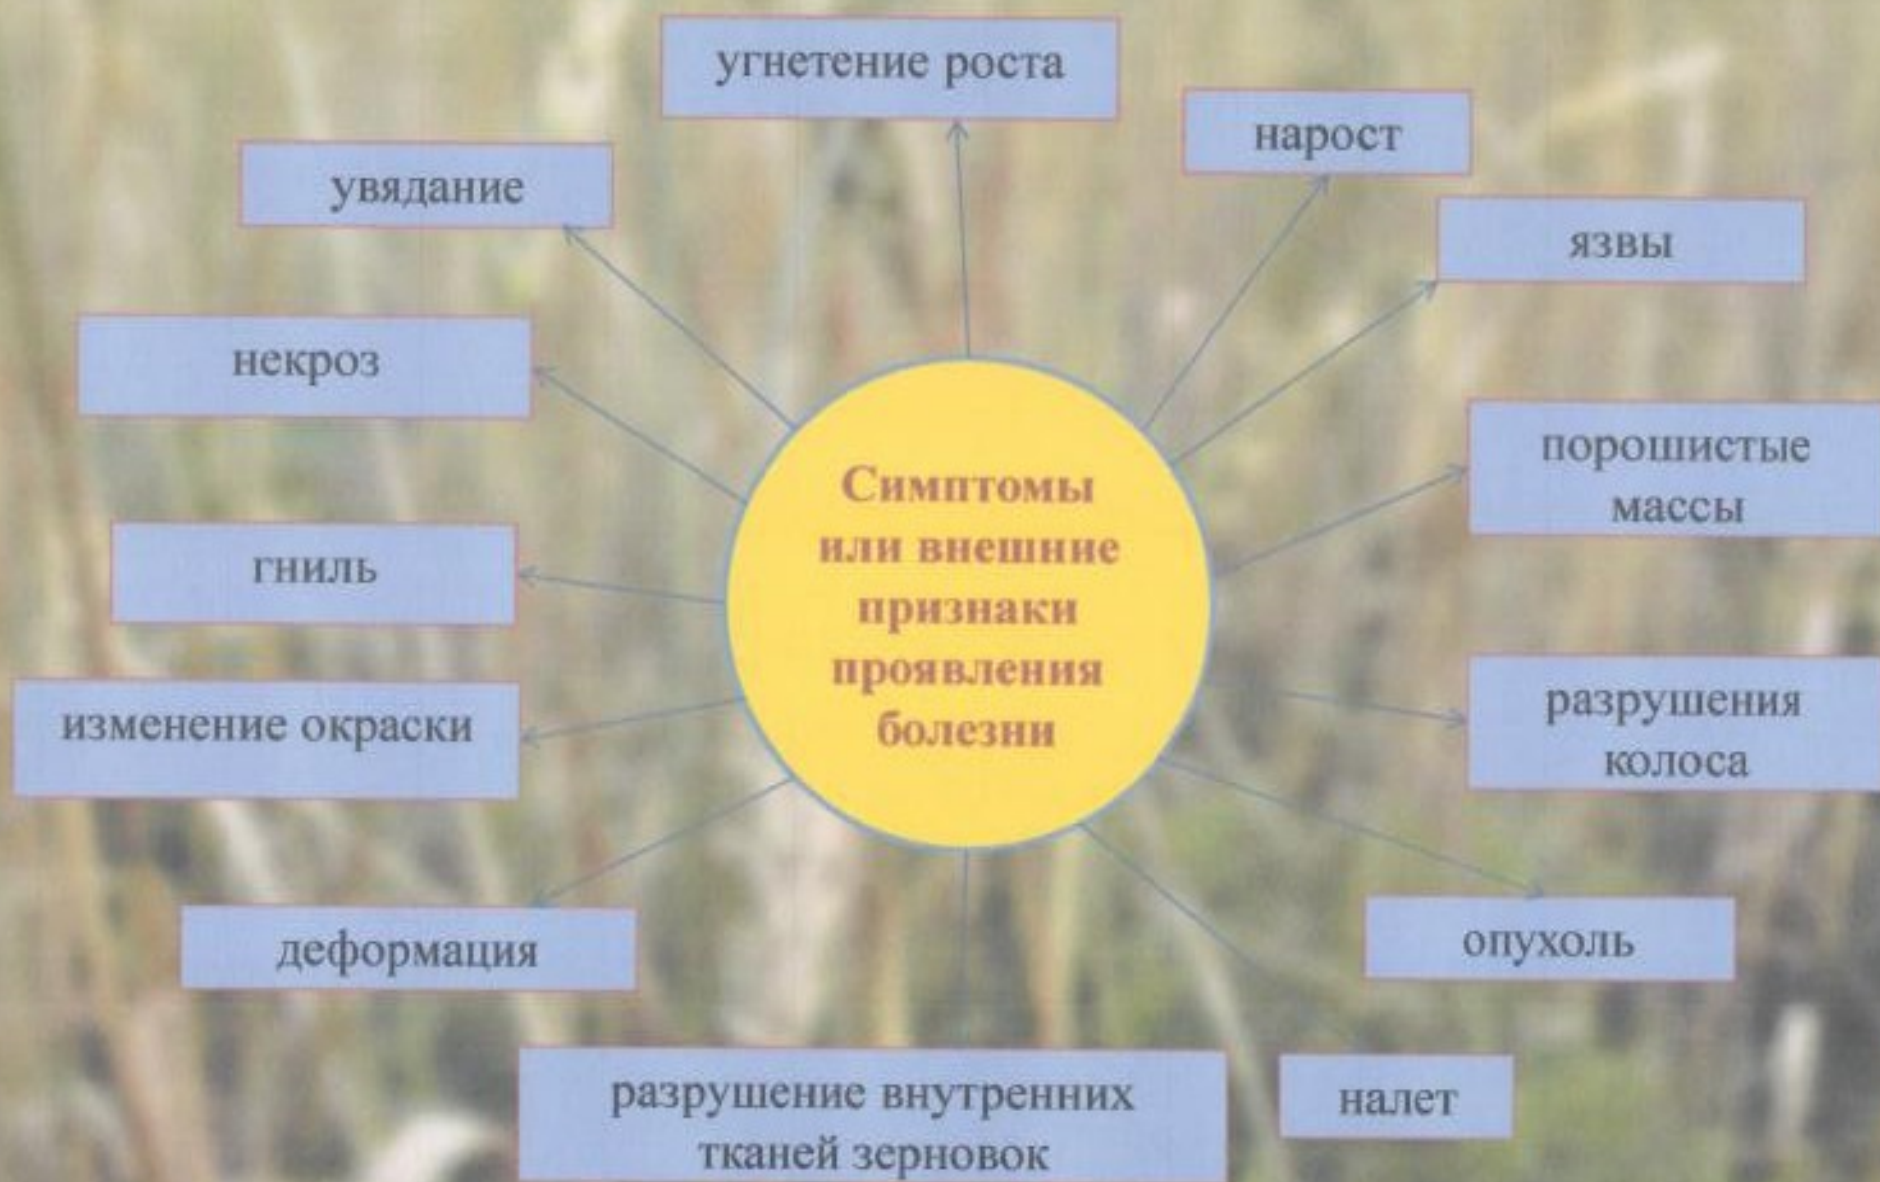 угнетение роста
нарост
увядание
язвы
некроз
порошистые
массы
Симптомы
или внешние
признаки
проявления
болезни
гниль
изменение окраски
разрушения
колоса
деформация
опухоль
разрушение внутренних
тканей зерновок
налет